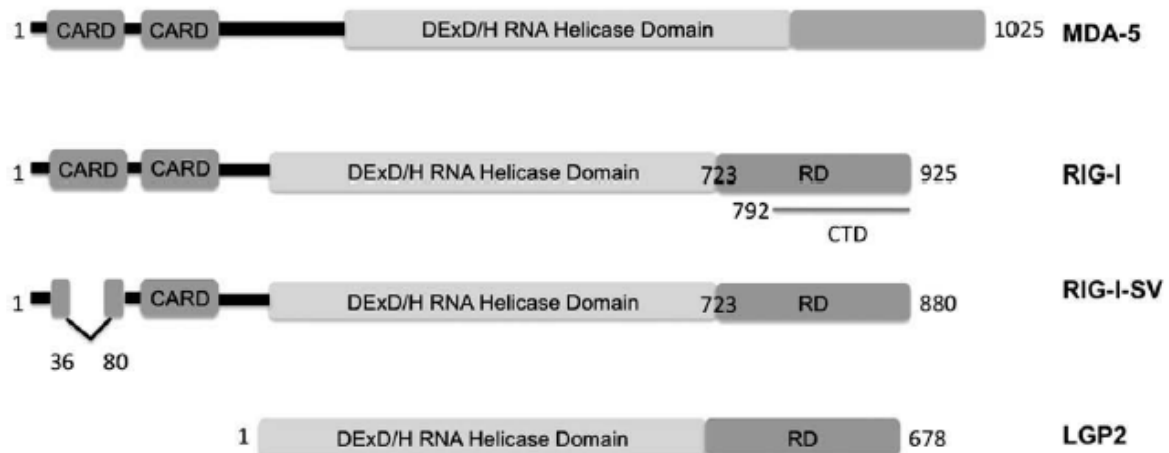 1 CARD CARD DExD/H RNA Helicase Domain 1025 MDA-5
1 CARD CARD DExD/H RNA Helicase Domain 723 RD 925 RIG-I
792 CTD
1 CARD DExD/H RNA Helicase Domain 723 RD 880 RIG-I-SV
36 80
1 DExD/H RNA Helicase Domain RD 678 LGP2